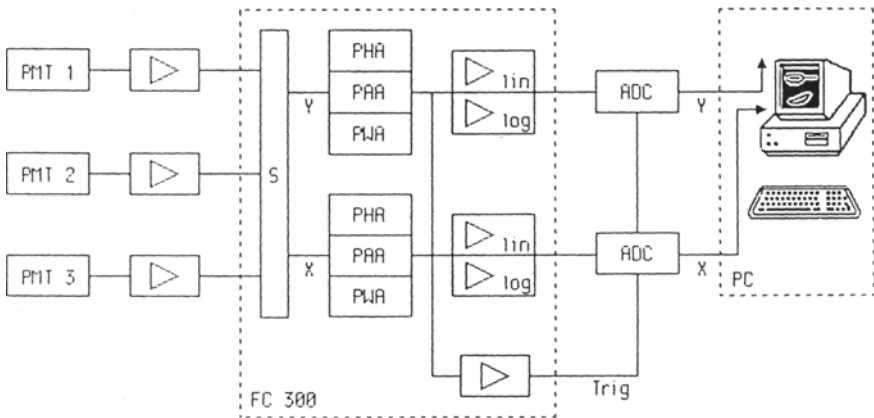 PMT 1
PMT 2
PMT 3
S
Y
X
PHA
PAA
PWA
PHA
PAA
PWA
lin
log
lin
log
ADC
ADC
Y
X
Trig
FC 300
PC